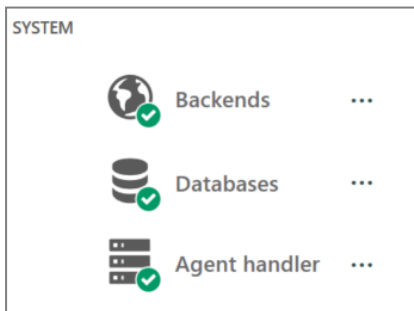 SYSTEM
Backends ...
Databases ...
Agent handler ...